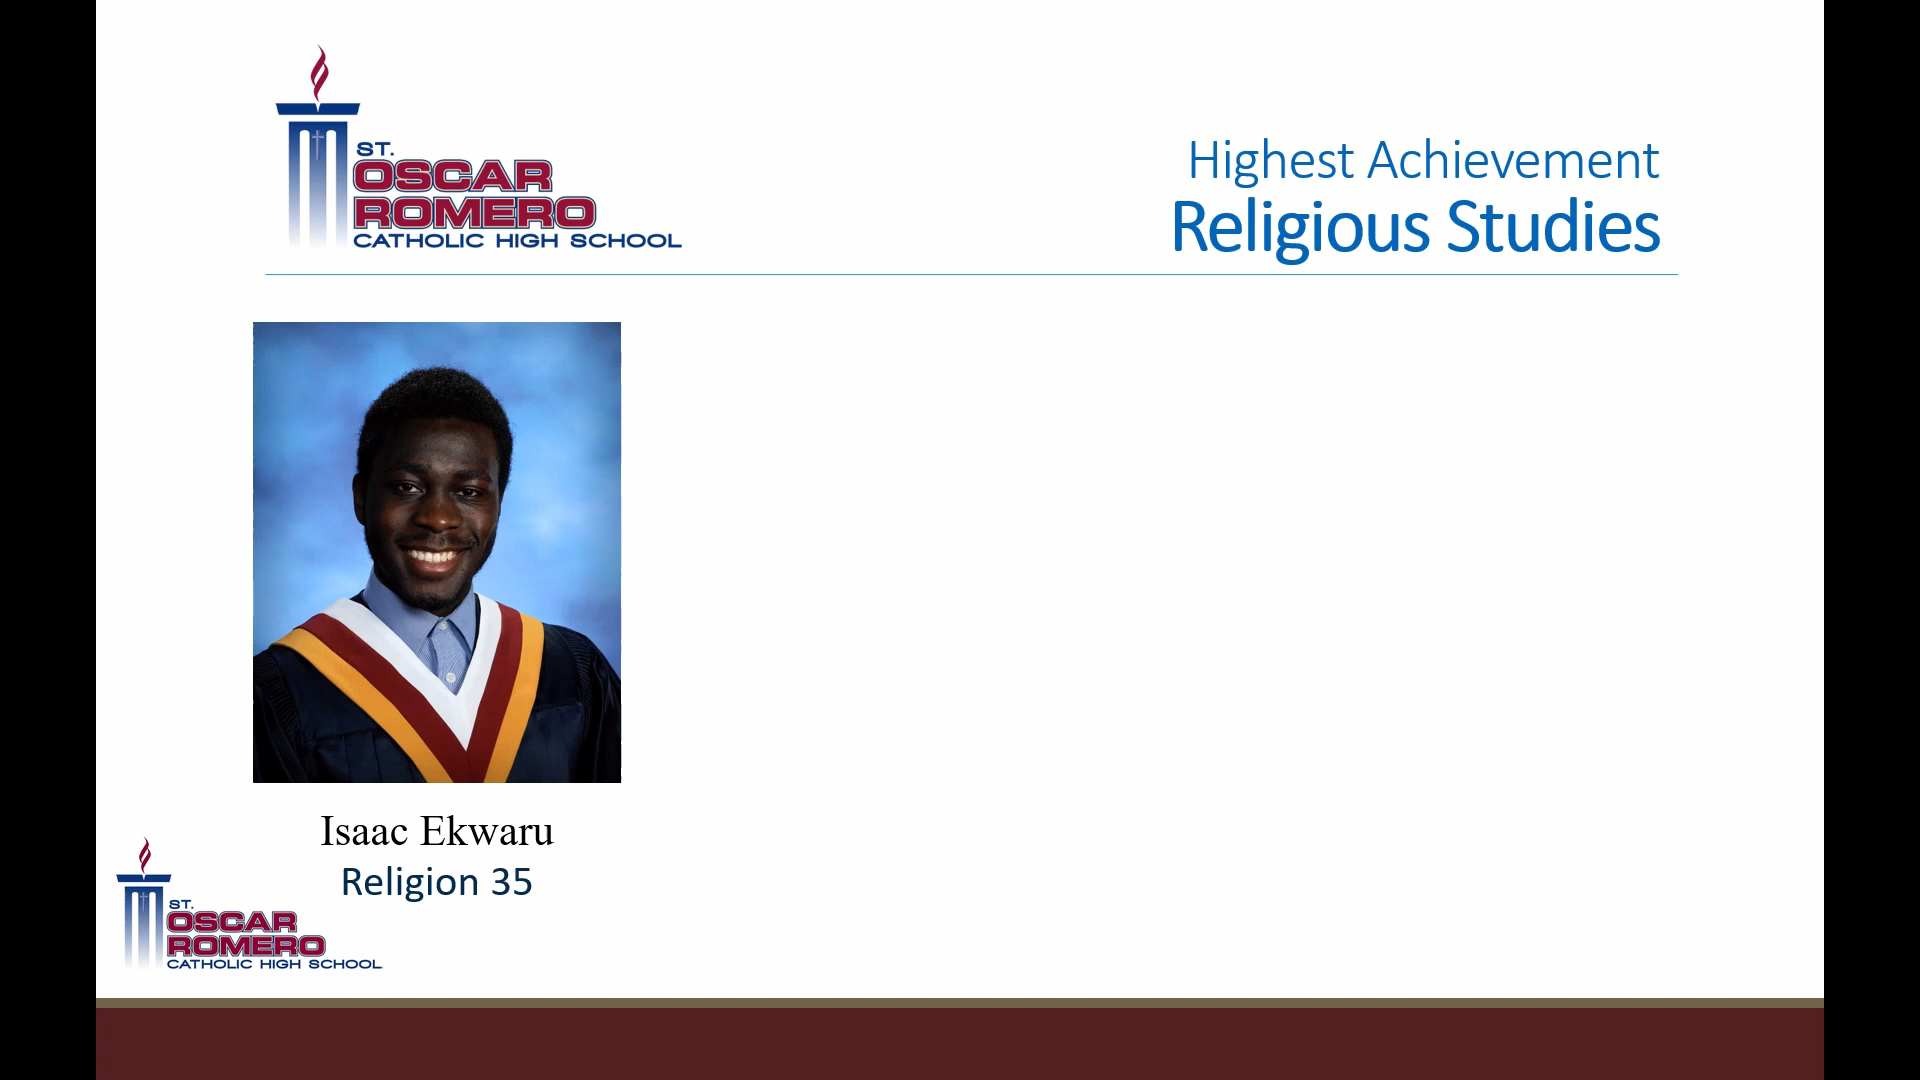 ST.
OSCAR
ROMERO
CATHOLIC HIGH SCHOOL
Highest Achievement
Religious Studies
Isaac Ekwaru
Religion 35
ST.
OSCAR
ROMERO
CATHOLIC HIGH SCHOOL